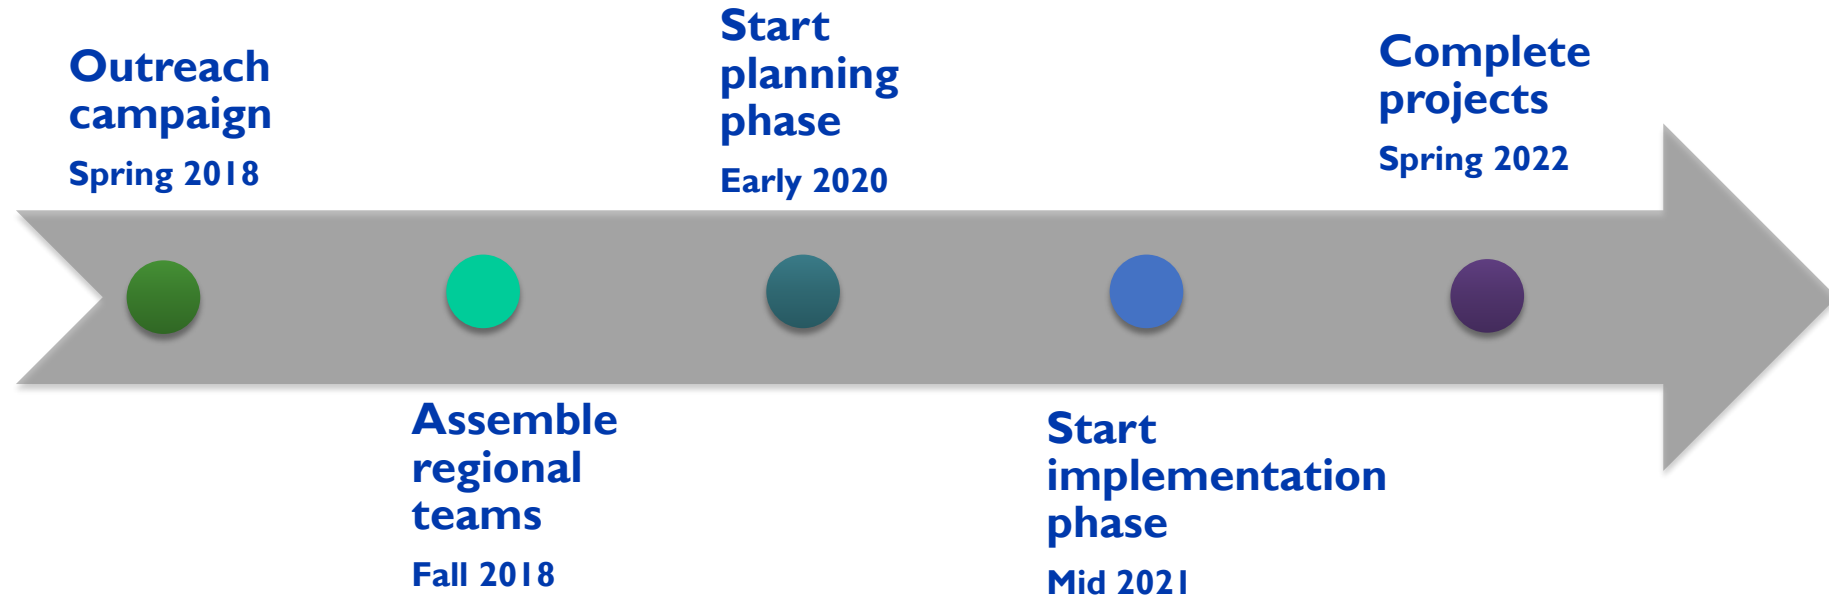 Outreach
campaign
Spring 2018
Assemble
regional
teams
Fall 2018
Start
planning
phase
Early 2020
Start
implementation
phase
Mid 2021
Complete
projects
Spring 2022